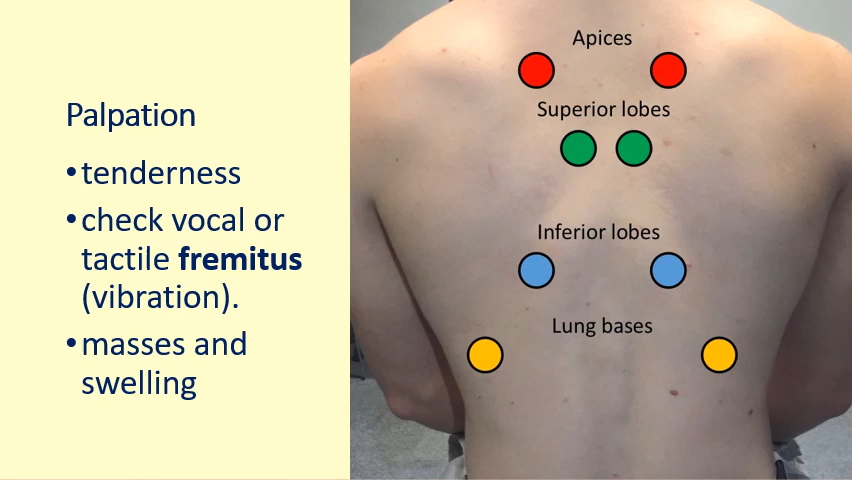 Palpation
•tenderness
•check vocal or
tactile fremitus
(vibration).
•masses and
swelling
Apices
Superior lobes
Inferior lobes
Lung bases